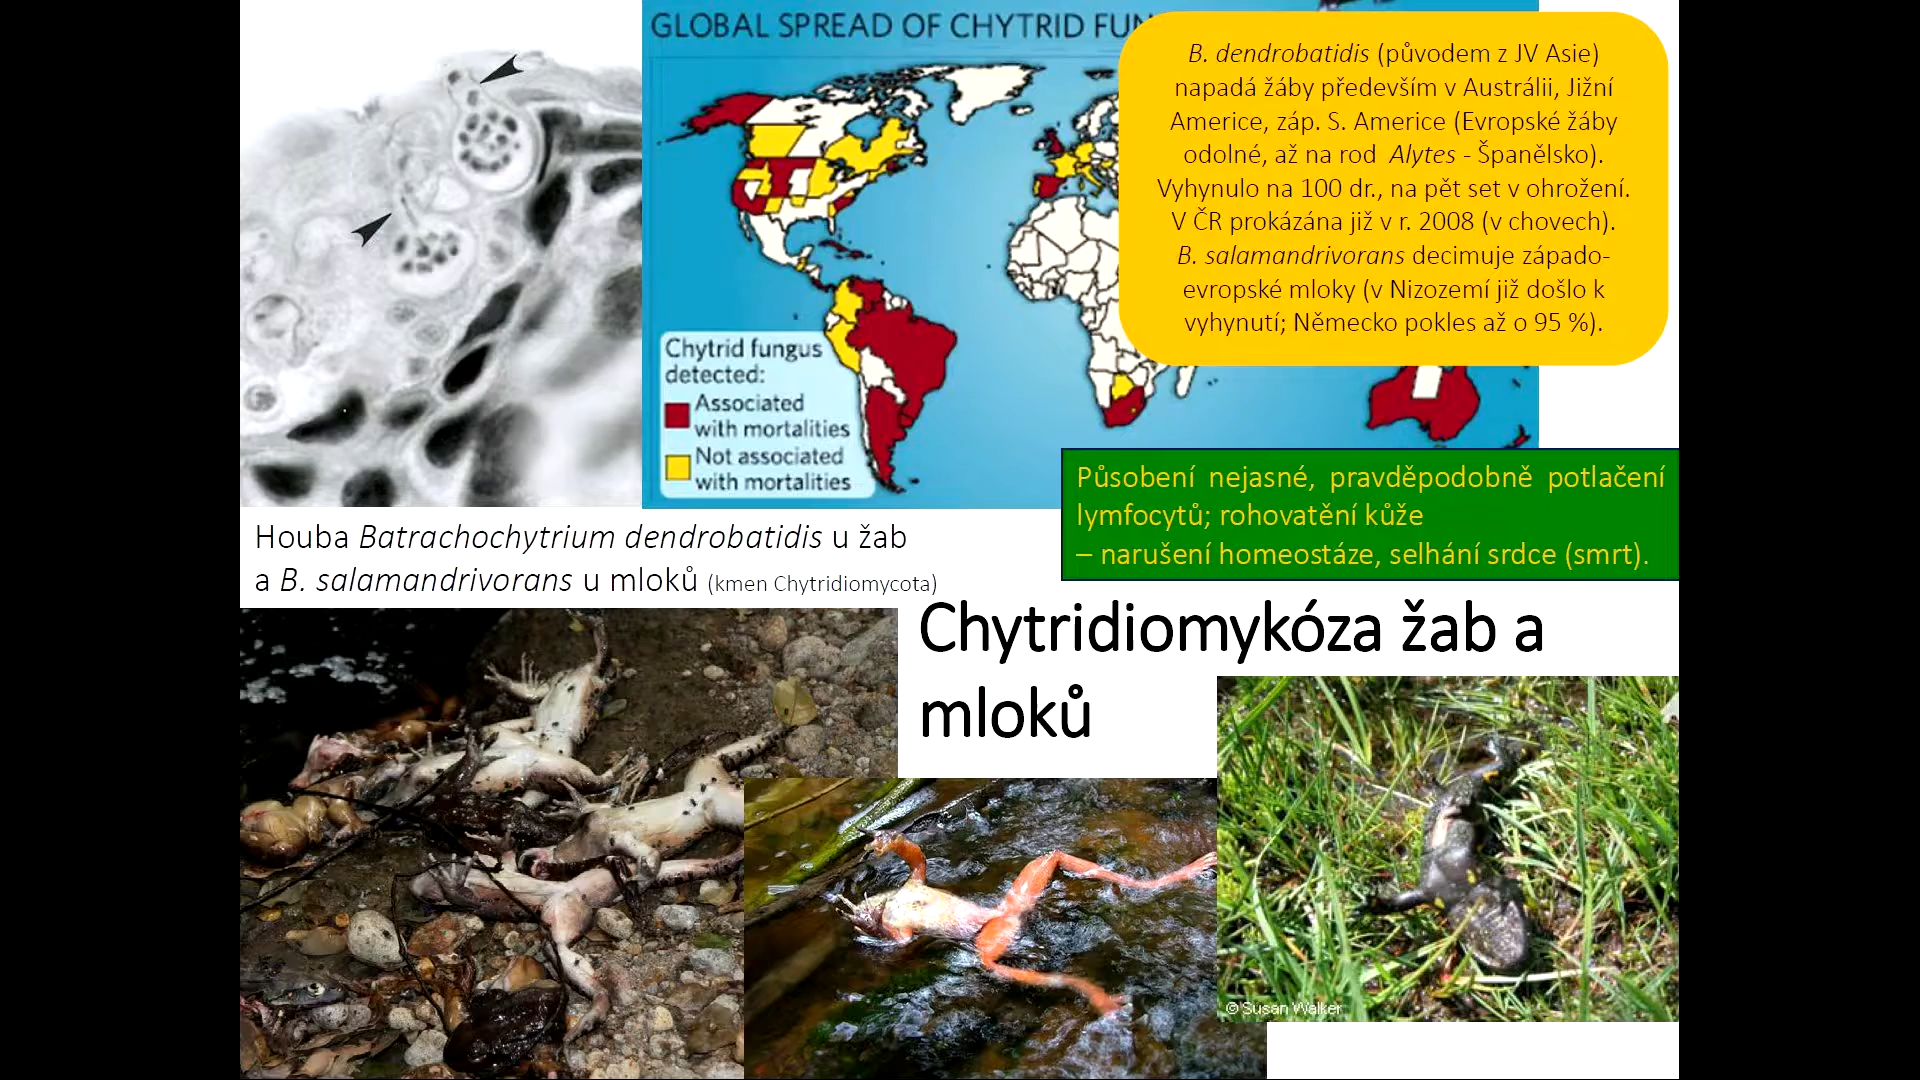 GLOBAL SPREAD OF CHYTRID FUN
B. dendrobatidis (původem z JV Asie)
napadá žáby především v Austrálii, Jižní
Americe, záp. S. Americe (Evropské žáby
odolné, až na rod Alytes - Španělsko).
Vyhynulo na 100 dr., na pět set v ohrožení.
V ČR prokázána již v r. 2008 (v chovech).
B. salamandrivorans decimuje západo-
evropské mloky (v Nizozemí již došlo k
vyhynutí; Německo pokles až o 95 %).
Chytrid fungus
detected:
Associated
with mortalities
Not associated
with mortalities
Působení nejasné, pravděpodobně potlačení
lymfocytů; rohovatění kůže
– narušení homeostáze, selhání srdce (smrt).
Houba Batrachochytrium dendrobatidis u žab
a B. salamandrivorans u mloků (kmen Chytridiomycota)
Chytridiomykóza žab a
mloků
© Susan Walker